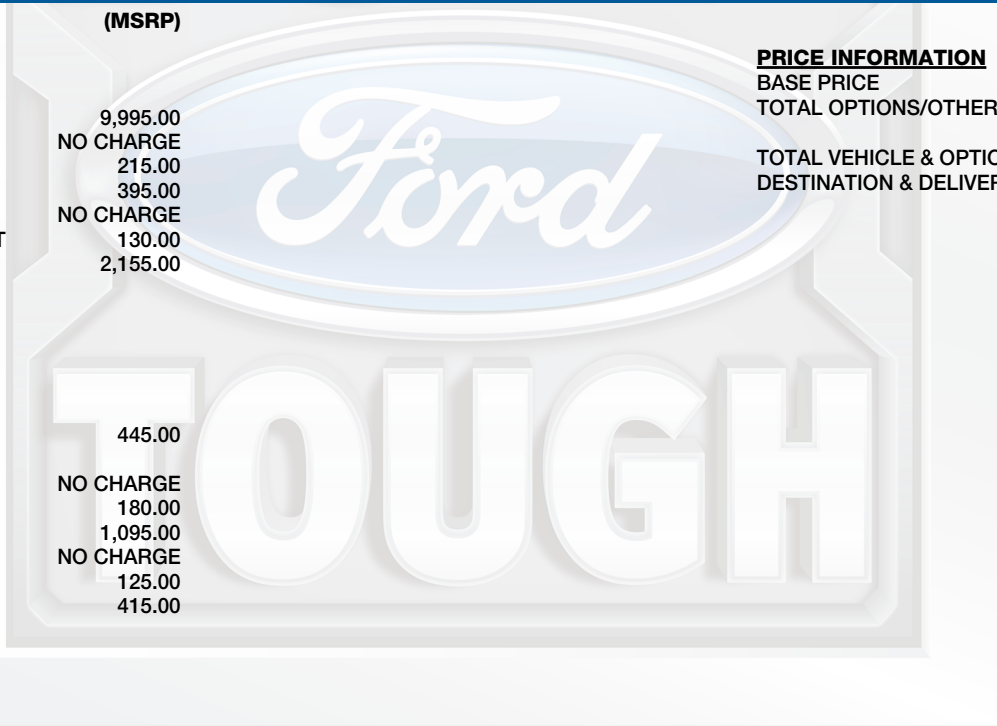 (MSRP)
9,995.00
NO CHARGE
215.00
395.00
NO CHARGE
T 130.00
2,155.00
445.00
NO CHARGE
180.00
1,095.00
NO CHARGE
125.00
415.00
PRICE INFORMATION
BASE PRICE
TOTAL OPTIONS/OTHER
TOTAL VEHICLE & OPTIO
DESTINATION & DELIVER
Ford
TOUGH